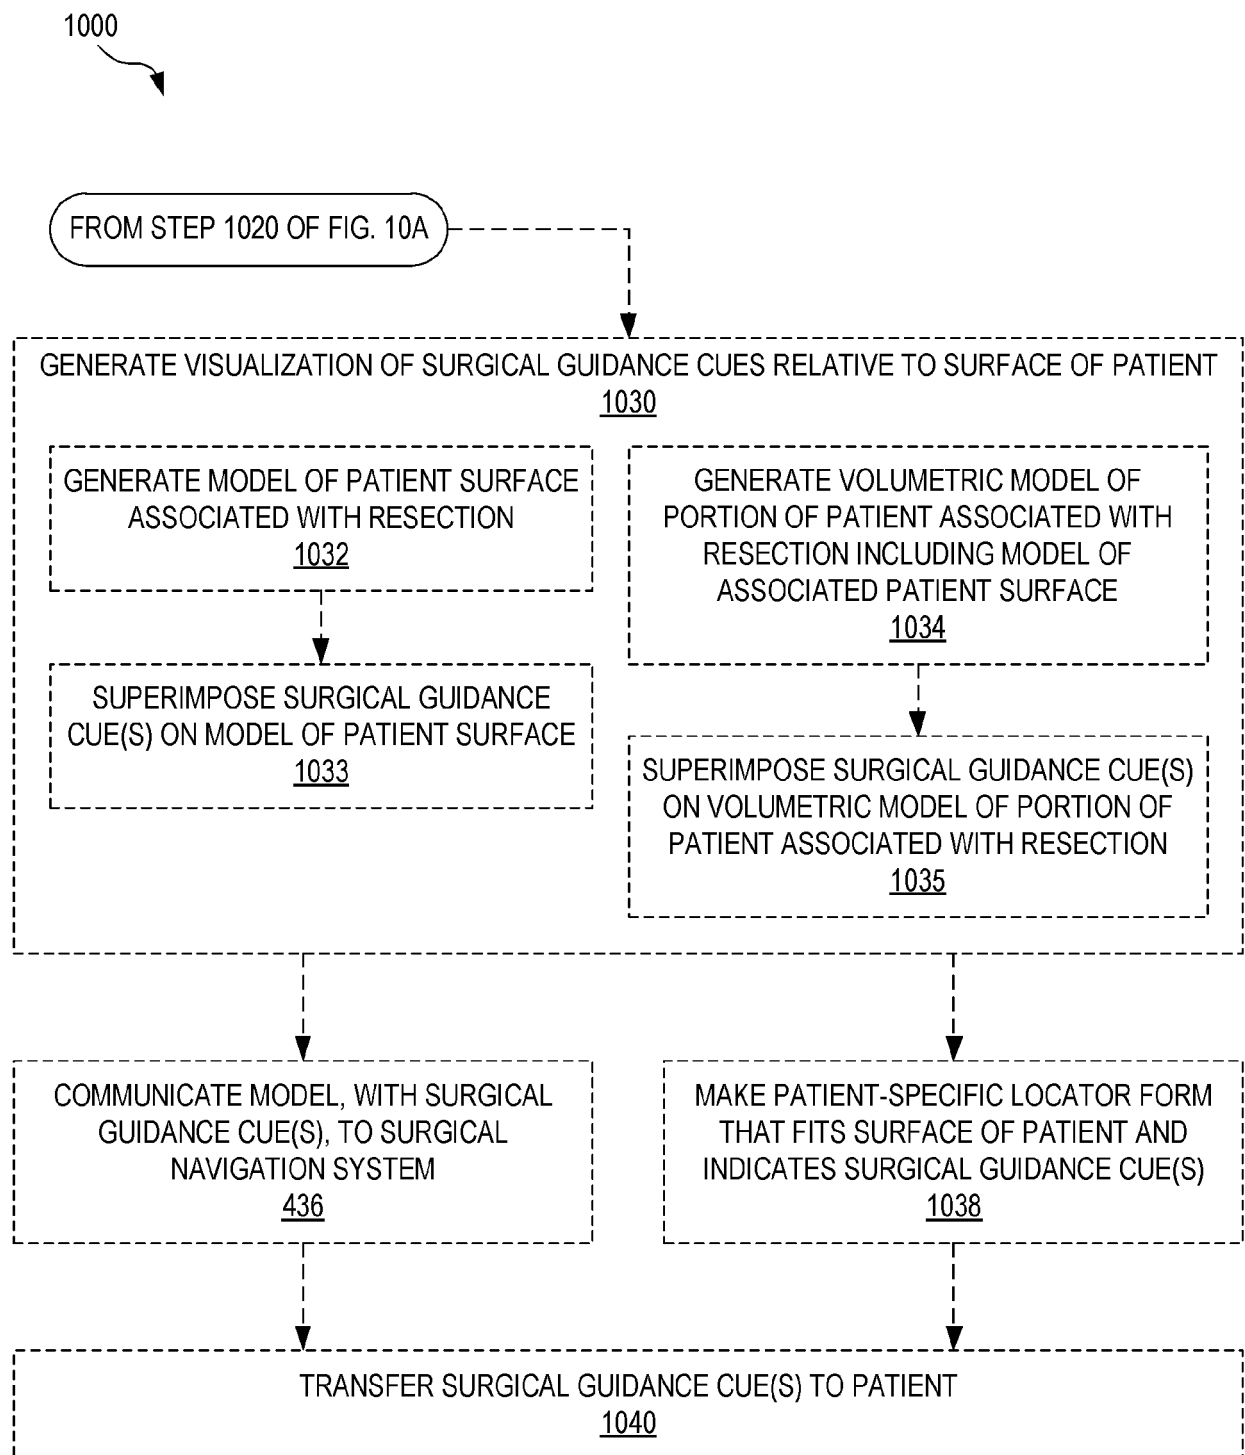 1000
FROM STEP 1020 OF FIG. 10A
GENERATE VISUALIZATION OF SURGICAL GUIDANCE CUES RELATIVE TO SURFACE OF PATIENT
1030
GENERATE MODEL OF PATIENT SURFACE
ASSOCIATED WITH RESECTION
1032
SUPERIMPOSE SURGICAL GUIDANCE
CUE(S) ON MODEL OF PATIENT SURFACE
1033
GENERATE VOLUMETRIC MODEL OF
PORTION OF PATIENT ASSOCIATED WITH
RESECTION INCLUDING MODEL OF
ASSOCIATED PATIENT SURFACE
1034
SUPERIMPOSE SURGICAL GUIDANCE CUE(S)
ON VOLUMETRIC MODEL OF PORTION OF
PATIENT ASSOCIATED WITH RESECTION
1035
COMMUNICATE MODEL, WITH SURGICAL
GUIDANCE CUE(S), TO SURGICAL
NAVIGATION SYSTEM
436
MAKE PATIENT-SPECIFIC LOCATOR FORM
THAT FITS SURFACE OF PATIENT AND
INDICATES SURGICAL GUIDANCE CUE(S)
1038
TRANSFER SURGICAL GUIDANCE CUE(S) TO PATIENT
1040